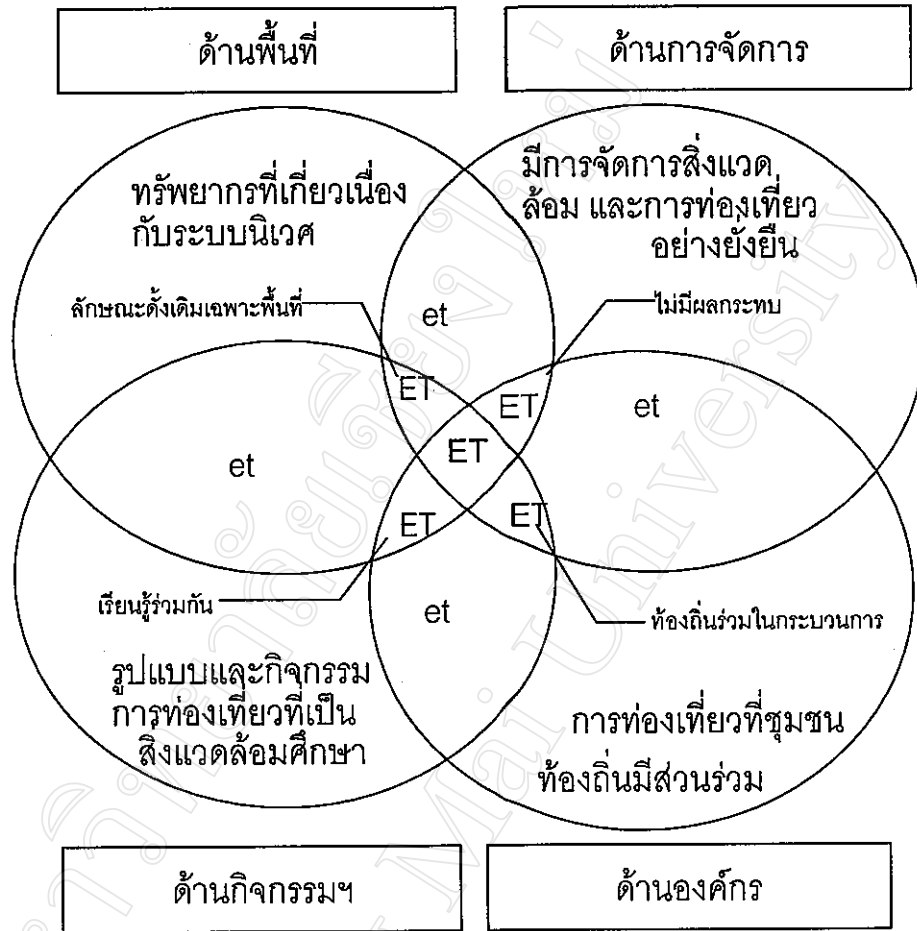 ด้านพื้นที่
ด้านการจัดการ
ทรัพยากรที่เกี่ยวเนื่อง
กับระบบนิเวศ
มีการจัดการสิ่งแวด
ล้อม และการท่องเที่ยว
อย่างยั่งยืน
ลักษณะดั้งเดิมเฉพาะพื้นที่
et
ไม่มีผลกระทบ
ET
ET
et
et
ET
ET
ET
เรียนรู้ร่วมกัน
et
ท้องถิ่นร่วมในกระบวนการ
รูปแบบและกิจกรรม
การท่องเที่ยวที่เป็น
สิ่งแวดล้อมศึกษา
การท่องเที่ยวที่ชุมชน
ท้องถิ่นมีส่วนร่วม
ด้านกิจกรรมฯ
ด้านองค์กร
Mai University